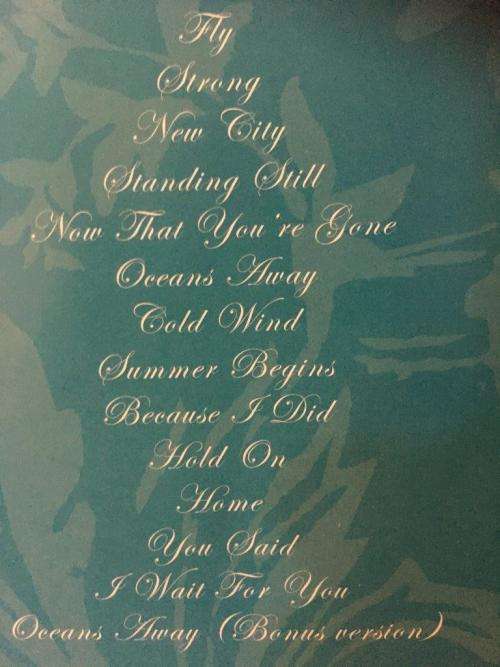 Fly
Strong
New City
Standing Still
Now That You're Gone
Oceans Away
Cold Wind
Summer Begins
Because I Did
Hold On
Home
You Said
I Wait For You
Oceans Away (Bonus version)